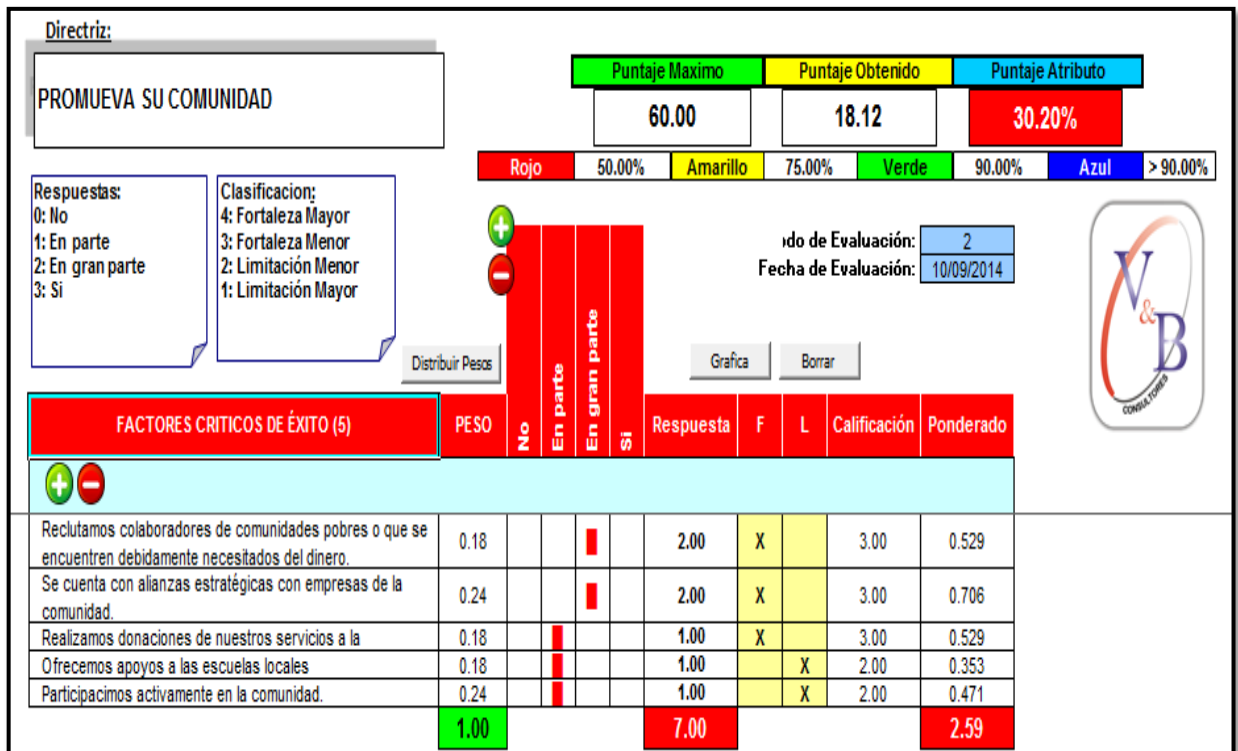 Directriz:
PROMUEVA SU COMUNIDAD
Puntaje Maximo Puntaje Obtenido Puntaje Atributo
60.00 18.12 30.20%
Rojo 50.00% Amarillo 75.00% Verde 90.00% Azul > 90.00%
Respuestas:
0: No
1: En parte
2: En gran parte
3: Si
Clasificacion:
4: Fortaleza Mayor
3: Fortaleza Menor
2: Limitación Menor
1: Limitación Mayor
odo de Evaluación: 2
Fecha de Evaluación: 10/09/2014
V&B
CONSULTORES
Distribuir Pesos
Grafica Borrar
FACTORES CRITICOS DE ÉXITO (5) PESO No En parte En gran parte Si Respuesta F L Calificación Ponderado
Reclutamos colaboradores de comunidades pobres o que se
encuentren debidamente necesitados del dinero. 0.18 2.00 X 3.00 0.529
Se cuenta con alianzas estratégicas con empresas de la
comunidad. 0.24 2.00 X 3.00 0.706
Realizamos donaciones de nuestros servicios a la 0.18 1.00 X 3.00 0.529
Ofrecemos apoyos a las escuelas locales 0.18 1.00 X 2.00 0.353
Participacimos activamente en la comunidad. 0.24 1.00 X 2.00 0.471
1.00 7.00 2.59